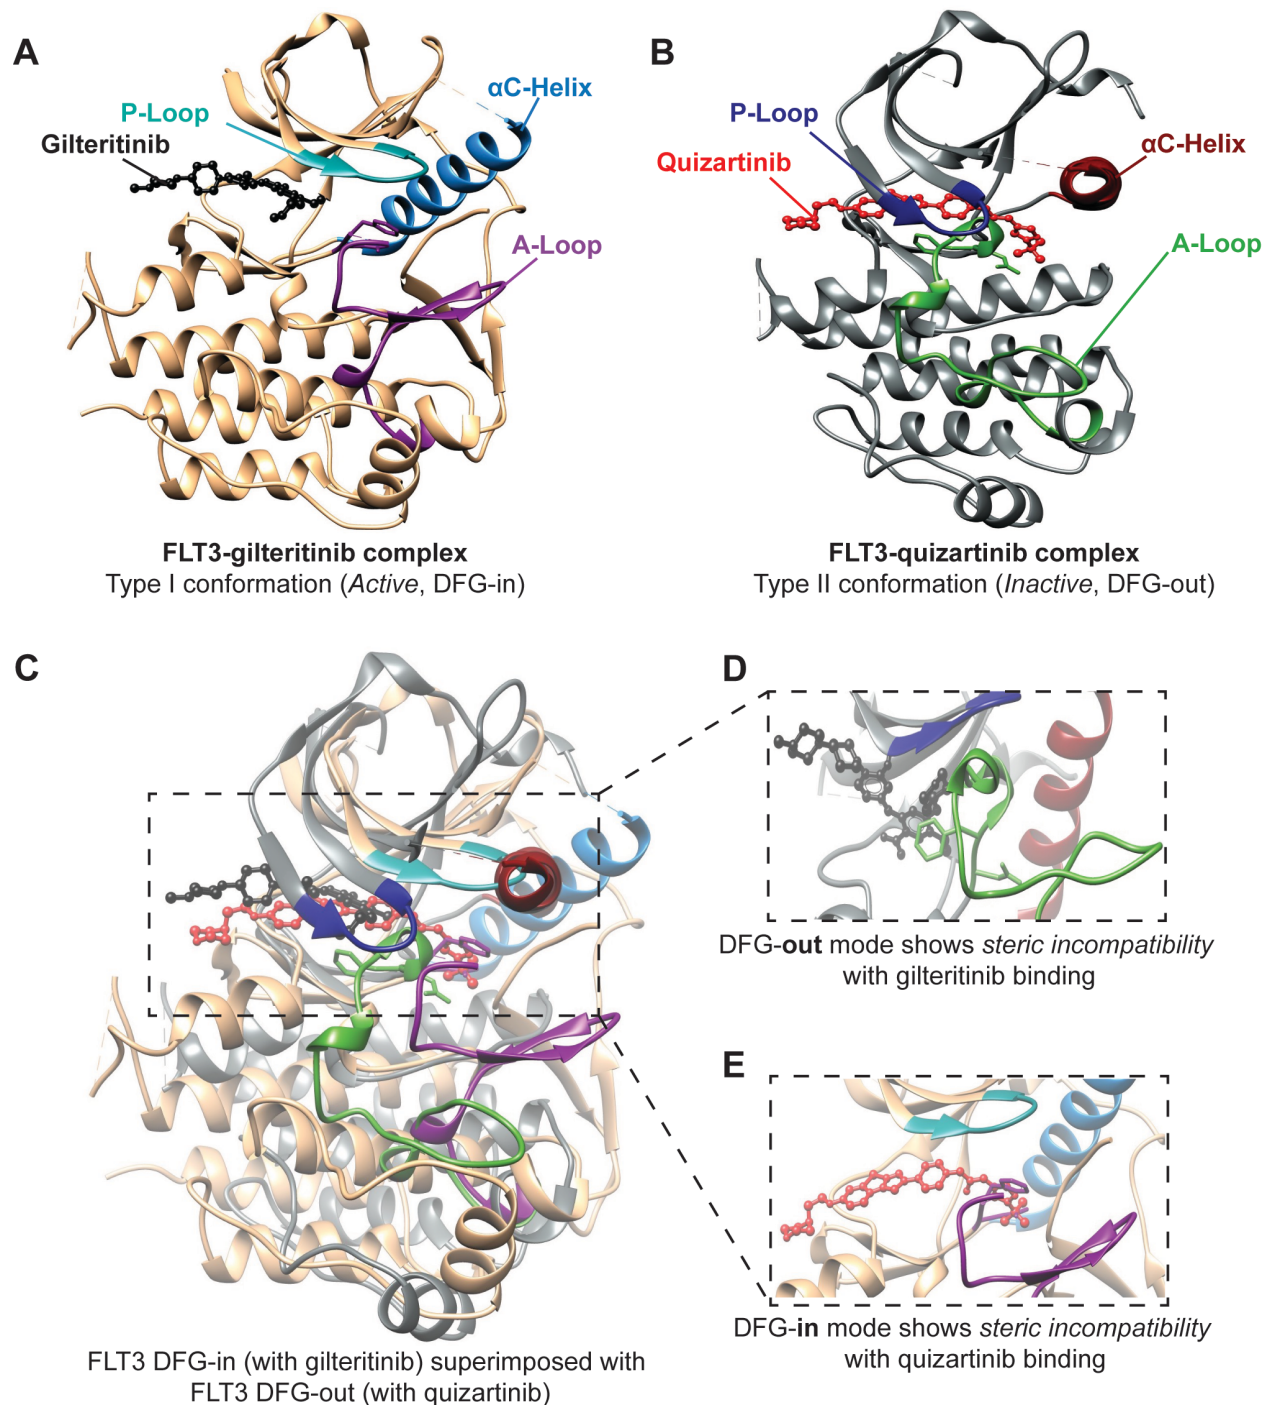 A
αC-Helix
P-Loop
Gilteritinib
A-Loop
FLT3-gilteritinib complex
Type I conformation (Active, DFG-in)
B
P-Loop
Quizartinib
αC-Helix
A-Loop
FLT3-quizartinib complex
Type II conformation (Inactive, DFG-out)
C
FLT3 DFG-in (with gilteritinib) superimposed with
FLT3 DFG-out (with quizartinib)
D
DFG-out mode shows steric incompatibility
with gilteritinib binding
E
DFG-in mode shows steric incompatibility
with quizartinib binding